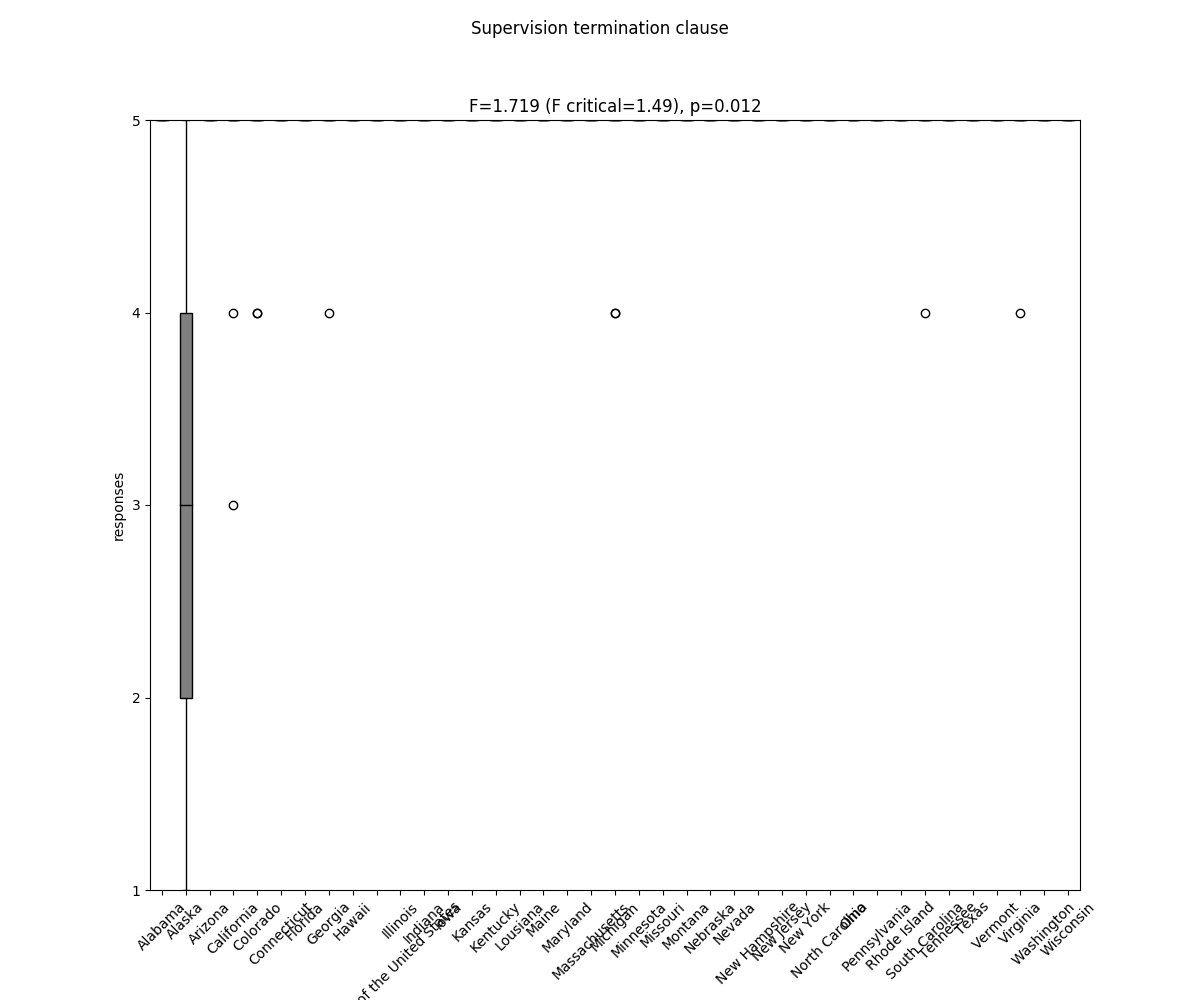 Supervision termination clause
F=1.719 (F critical=1.49), p=0.012
5
4
3
2
1
responses
Alabama
Alaska
Arizona
California
Colorado
Connecticut
Florida
Georgia
Hawaii
Illinois
Indiana
of the United States
Iowa
Kansas
Kentucky
Lousiana
Maine
Maryland
Massachusetts
Michigan
Minnesota
Missouri
Montana
Nebraska
Nevada
New Hampshire
New Jersey
New York
North Carolina
Ohio
Pennsylvania
Rhode Island
South Carolina
Tennessee
Texas
Vermont
Virginia
Washington
Wisconsin